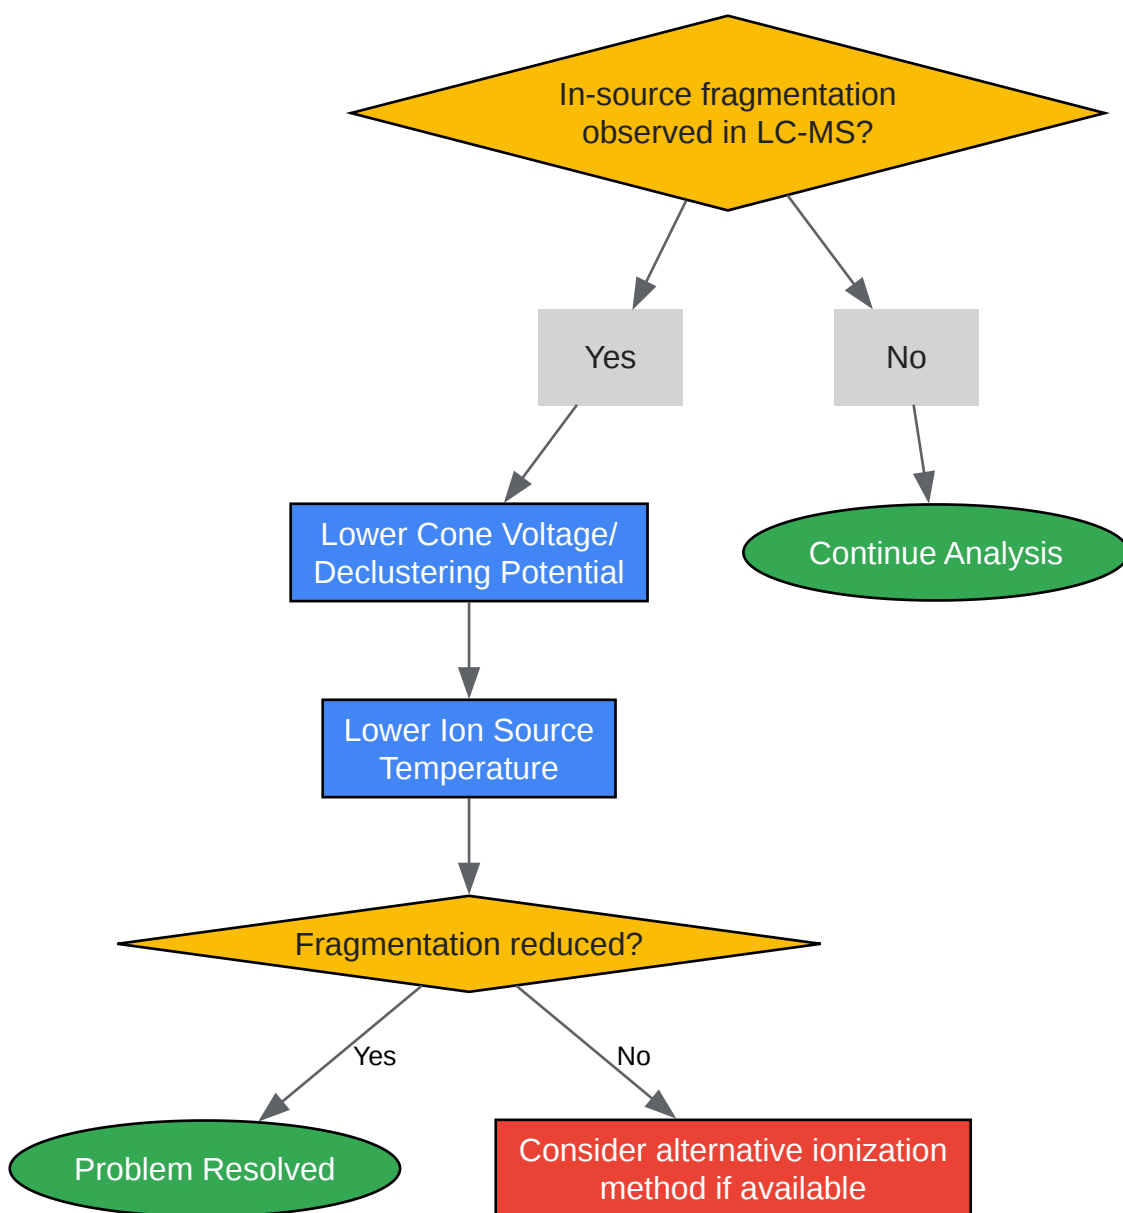 In-source fragmentation
observed in LC-MS?
Yes
No
Lower Cone Voltage/
Declustering Potential
Continue Analysis
Lower Ion Source
Temperature
Fragmentation reduced?
Yes
No
Problem Resolved
Consider alternative ionization
method if available